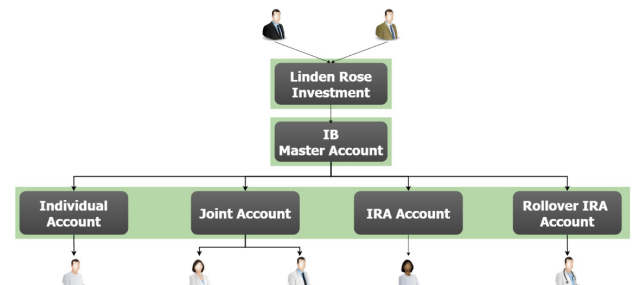 Linden Rose
Investment
IB
Master Account
Individual
Account
Joint Account
IRA Account
Rollover IRA
Account